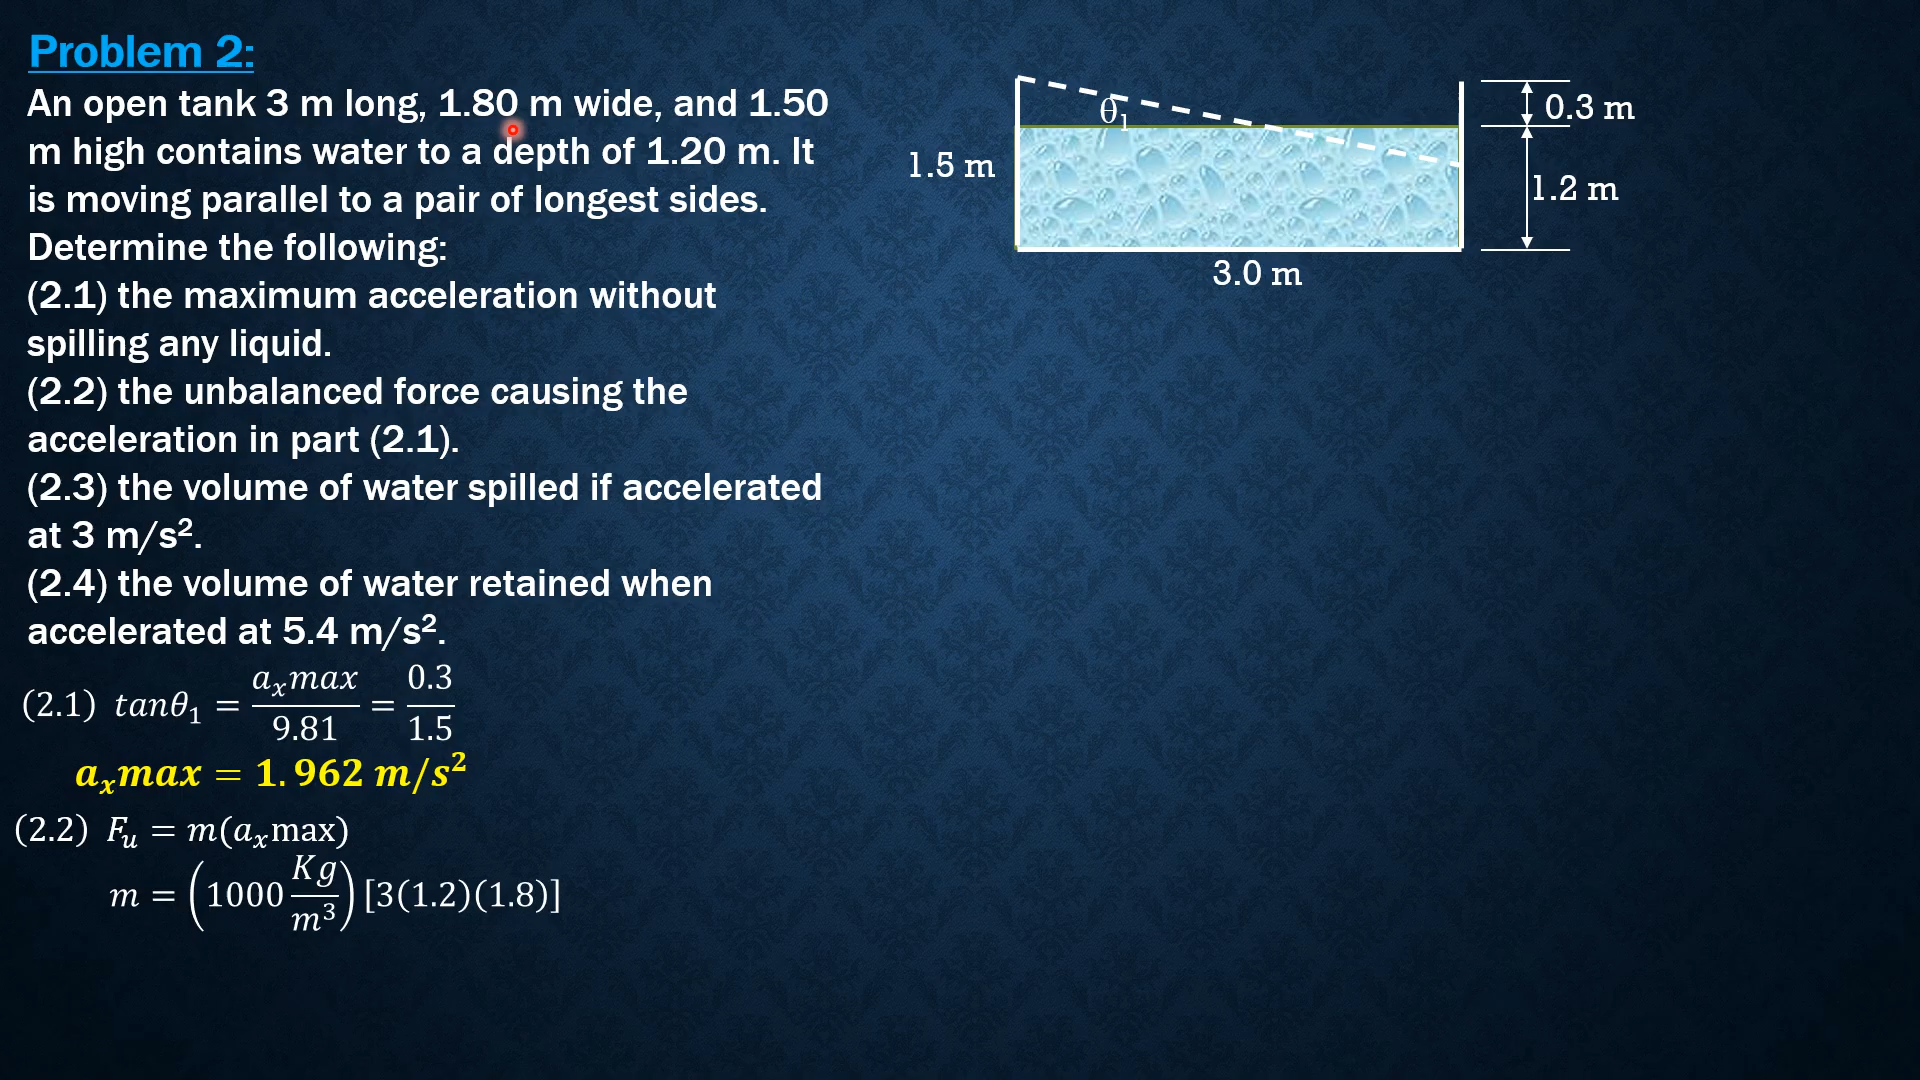 Problem 2:
An open tank 3 m long, 1.80 m wide, and 1.50
m high contains water to a depth of 1.20 m. It
is moving parallel to a pair of longest sides.
Determine the following:
(2.1) the maximum acceleration without
spilling any liquid.
(2.2) the unbalanced force causing the
acceleration in part (2.1).
(2.3) the volume of water spilled if accelerated
at 3 m/s².
(2.4) the volume of water retained when
accelerated at 5.4 m/s².
(2.1) tanθ₁ = aₓmax/9.81 = 0.3/1.5
aₓmax = 1.962 m/s²
(2.2) Fᵤ = m(aₓmax)
m = (1000 Kg/m³) [3(1.2)(1.8)]
θ₁
0.3 m
1.5 m
1.2 m
3.0 m